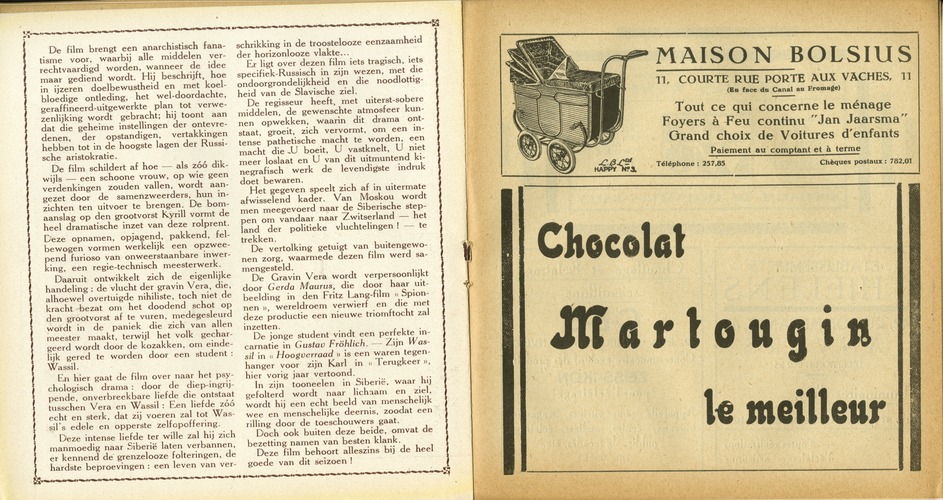 De film brengt een anarchistisch fana-
tisme voor, waarbij alle middelen ver-
rechtvaardigd worden, wanneer de idee
maar gediend wordt. Hij beschrijft, hoe
in ijzeren doelbewustheid en met koel-
bloedige ontleding, het wel-doordachte,
geraffineerd-uitgewerkte plan tot verwe-
zenlijking wordt gebracht; hij toont aan
dat die geheime instellingen der ontevre-
denen, der opstandigen, vertakkingen
hebben tot in de hoogste lagen der Russi-
sche aristokratie.
De film schildert af hoe — als zóó dik-
wijls — een schoone vrouw, op wie geen
verdenkingen zouden vallen, wordt aan-
gezet door de samenzweerders, hun in-
zichten ten uitvoer te brengen. De bom-
aanslag op den grootvorst Kyrill vormt de
heel dramatische inzet van deze rolprent.
Deze opnamen, opjagend, pakkend, fel-
bewogen vormen werkelijk een opzwee-
pend furioso van onweerstaanbare inwer-
king, een regie-technisch meesterwerk.
Daaruit ontwikkelt zich de eigenlijke
handeling : de vlucht der gravin Vera, die,
alhoewel overtuigde nihiliste, toch niet de
kracht bezat om het doodend schot op
den grootvorst af te vuren, medegesleurd
wordt in de paniek die zich van allen
meester maakt, terwijl het volk gechar-
geerd wordt door de kozakken, om einde-
lijk gered te worden door een student :
Wassil.
En hier gaat de film over naar het psy-
chologisch drama : door de diep-ingrij-
pende, onverbreekbare liefde die ontstaat
tusschen Vera en Wassil : Een liefde zóó
echt en sterk, dat zij voeren zal tot Was-
sil's edele en opperste zelfopoffering.
Deze intense liefde ter wille zal hij zich
manmoedig naar Siberië laten verbannen,
er kennend de grenzelooze folteringen, de
hardste beproevingen : een leven van ver-
schrikking in de troostelooze eenzaamheid
der horizonlooze vlakte...
Er ligt over dezen film iets tragisch, iets
specifiek-Russisch in zijn wezen, met die
ondoorgrondelijkheid en die noodlottig-
heid van de Slavische ziel.
De regisseur heeft, met uiterst-sobere
middelen, de gewenschte atmosfeer kun-
nen opwekken, waarin dit drama ont-
staat, groeit, zich vervormt, om een in-
tense pathetische macht te worden, een
macht die U boeit, U vastknelt, U niet
meer loslaat en U van dit uitmuntend ki-
negrafisch werk de levendigste indruk
doet bewaren.
Het gegeven speelt zich af in uitermate
afwisselend kader. Van Moskou wordt
men meegevoerd naar de Siberische step-
pen om vandaar naar Zwitserland — het
land der politieke vluchtelingen ! — te
trekken.
De vertolking getuigt van buitengewo-
nen zorg, waarmede dezen film werd sa-
mengesteld.
De Gravin Vera wordt verpersoonlijkt
door Gerda Maurus, die door haar uit-
beelding in den Fritz Lang-film « Spion-
nen », wereldroem verwierf en die met
deze productie een nieuwe triomftocht zal
inzetten.
De jonge student vindt een perfekte in-
carnatie in Gustav Fröhlich. — Zijn Was-
sil in « Hoogverraad » is een waren tegen-
hanger voor zijn Karl in « Terugkeer »,
hier vorig jaar vertoond.
In zijn tooneelen in Siberië, waar hij
gefolterd wordt naar lichaam en ziel,
wordt hij een echt beeld van menschelijk
wee en menschelijke deernis, zoodat een
rilling door de toeschouwers gaat.
Doch ook buiten deze beide, omvat de
bezetting namen van besten klank.
Deze film behoort alleszins bij de heel
goede van dit seizoen !
MAISON BOLSIUS
11, COURTE RUE PORTE AUX VACHES, 11
(En face du Canal au Fromage)
Tout ce qui concerne le ménage
Foyers à Feu continu "Jan Jaarsma"
Grand choix de Voitures d'enfants
Paiement au comptant et à terme
Téléphone : 257,85 Chèques postaux : 782,01
HAPPY Nº3.
Chocolat
Martougin
le meilleur